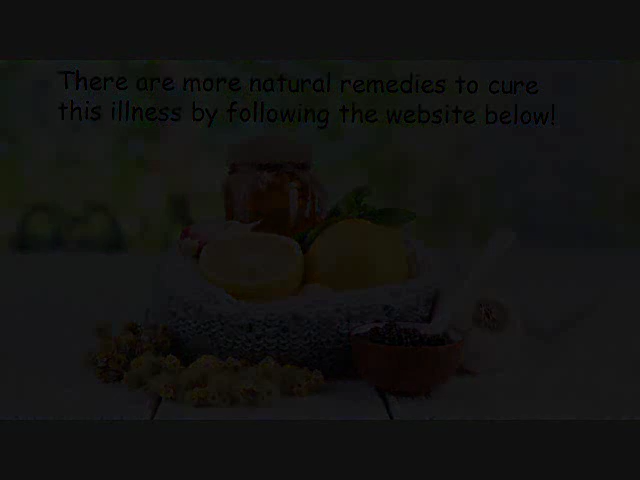 There are more natural remedies to cure
this illness by following the website below!